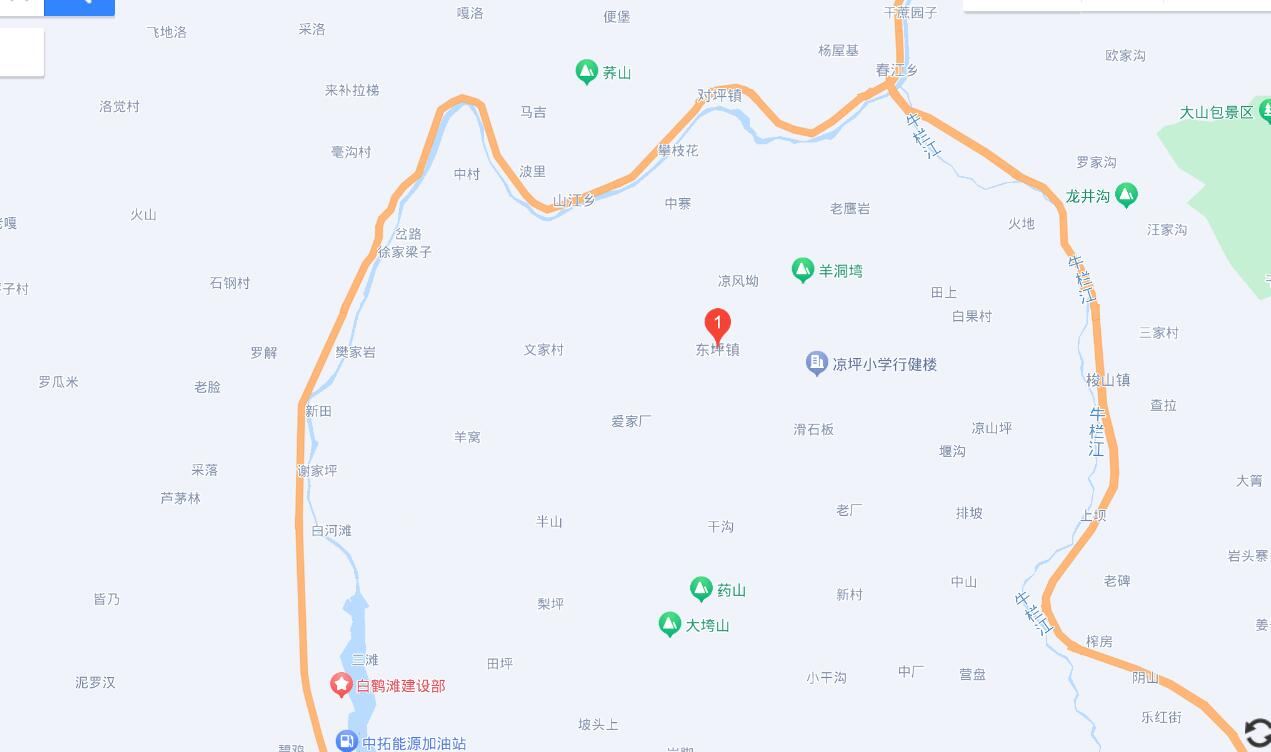 嘎洛
干蔗园子
便堡
飞地洛
采洛
杨屋基
春江乡
欧家沟
荞山
来补拉梯
对坪镇
洛觉村
马吉
大山包景区
牛栏江
毫沟村
攀枝花
罗家沟
中村
波里
山江乡
中寨
龙井沟
老鹰岩
火山
火地
老嘎
汪家沟
岔路
徐家梁子
羊洞塆
牛栏江
凉风坳
石钢村
子村
田上
白果村
1
三家村
罗解
樊家岩
文家村
东坪镇
凉坪小学行健楼
罗瓜米
老脸
梭山镇
查拉
新田
爱家厂
滑石板
凉山坪
牛栏江
羊窝
堰沟
采落
谢家坪
大箐
芦茅林
老厂
排坡
上坝
半山
干沟
白河滩
岩头寨
皆乃
药山
新村
中山
老碑
梨坪
牛栏江
大垮山
姜
榨房
三滩
田坪
中厂
营盘
小干沟
阴山
泥罗汉
白鹤滩建设部
坡头上
乐红街
中拓能源加油站
碧鸡
岩脚